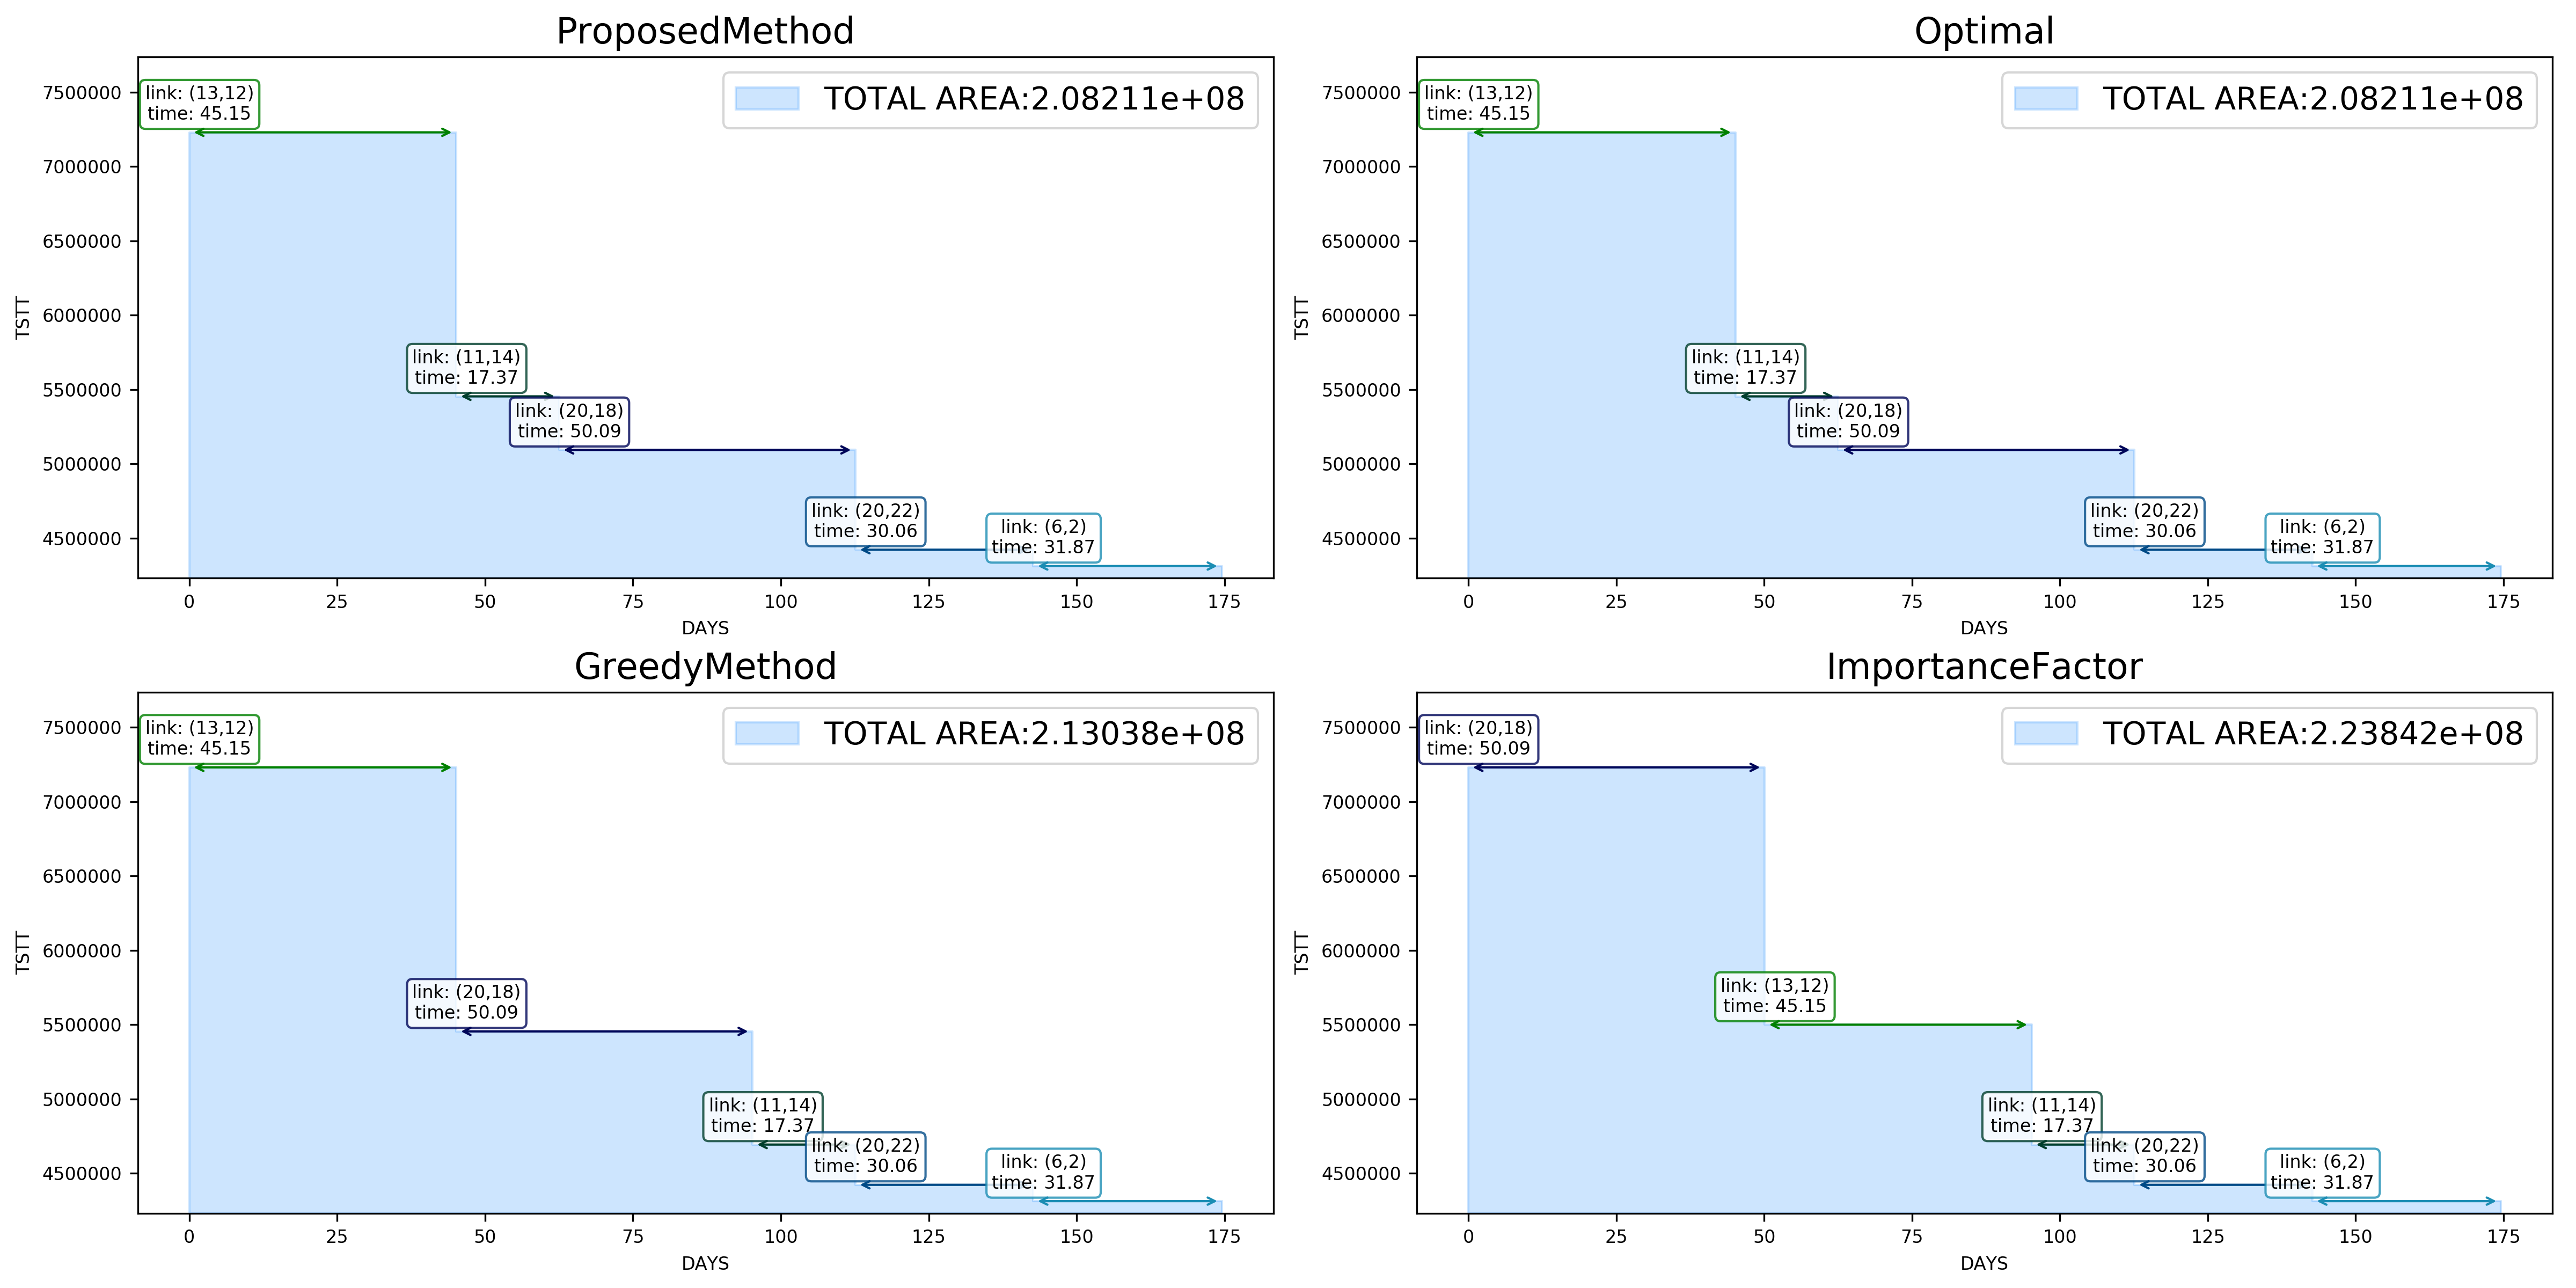 ProposedMethod
TOTAL AREA:2.08211e+08
link: (13,12)
time: 45.15
link: (11,14)
time: 17.37
link: (20,18)
time: 50.09
link: (20,22)
time: 30.06
link: (6,2)
time: 31.87
7500000
7000000
6500000
6000000
5500000
5000000
4500000
TSTT
0 25 50 75 100 125 150 175
DAYS
Optimal
TOTAL AREA:2.08211e+08
link: (13,12)
time: 45.15
link: (11,14)
time: 17.37
link: (20,18)
time: 50.09
link: (20,22)
time: 30.06
link: (6,2)
time: 31.87
7500000
7000000
6500000
6000000
5500000
5000000
4500000
TSTT
0 25 50 75 100 125 150 175
DAYS
GreedyMethod
TOTAL AREA:2.13038e+08
link: (13,12)
time: 45.15
link: (20,18)
time: 50.09
link: (11,14)
time: 17.37
link: (20,22)
time: 30.06
link: (6,2)
time: 31.87
7500000
7000000
6500000
6000000
5500000
5000000
4500000
TSTT
0 25 50 75 100 125 150 175
DAYS
ImportanceFactor
TOTAL AREA:2.23842e+08
link: (20,18)
time: 50.09
link: (13,12)
time: 45.15
link: (11,14)
time: 17.37
link: (20,22)
time: 30.06
link: (6,2)
time: 31.87
7500000
7000000
6500000
6000000
5500000
5000000
4500000
TSTT
0 25 50 75 100 125 150 175
DAYS